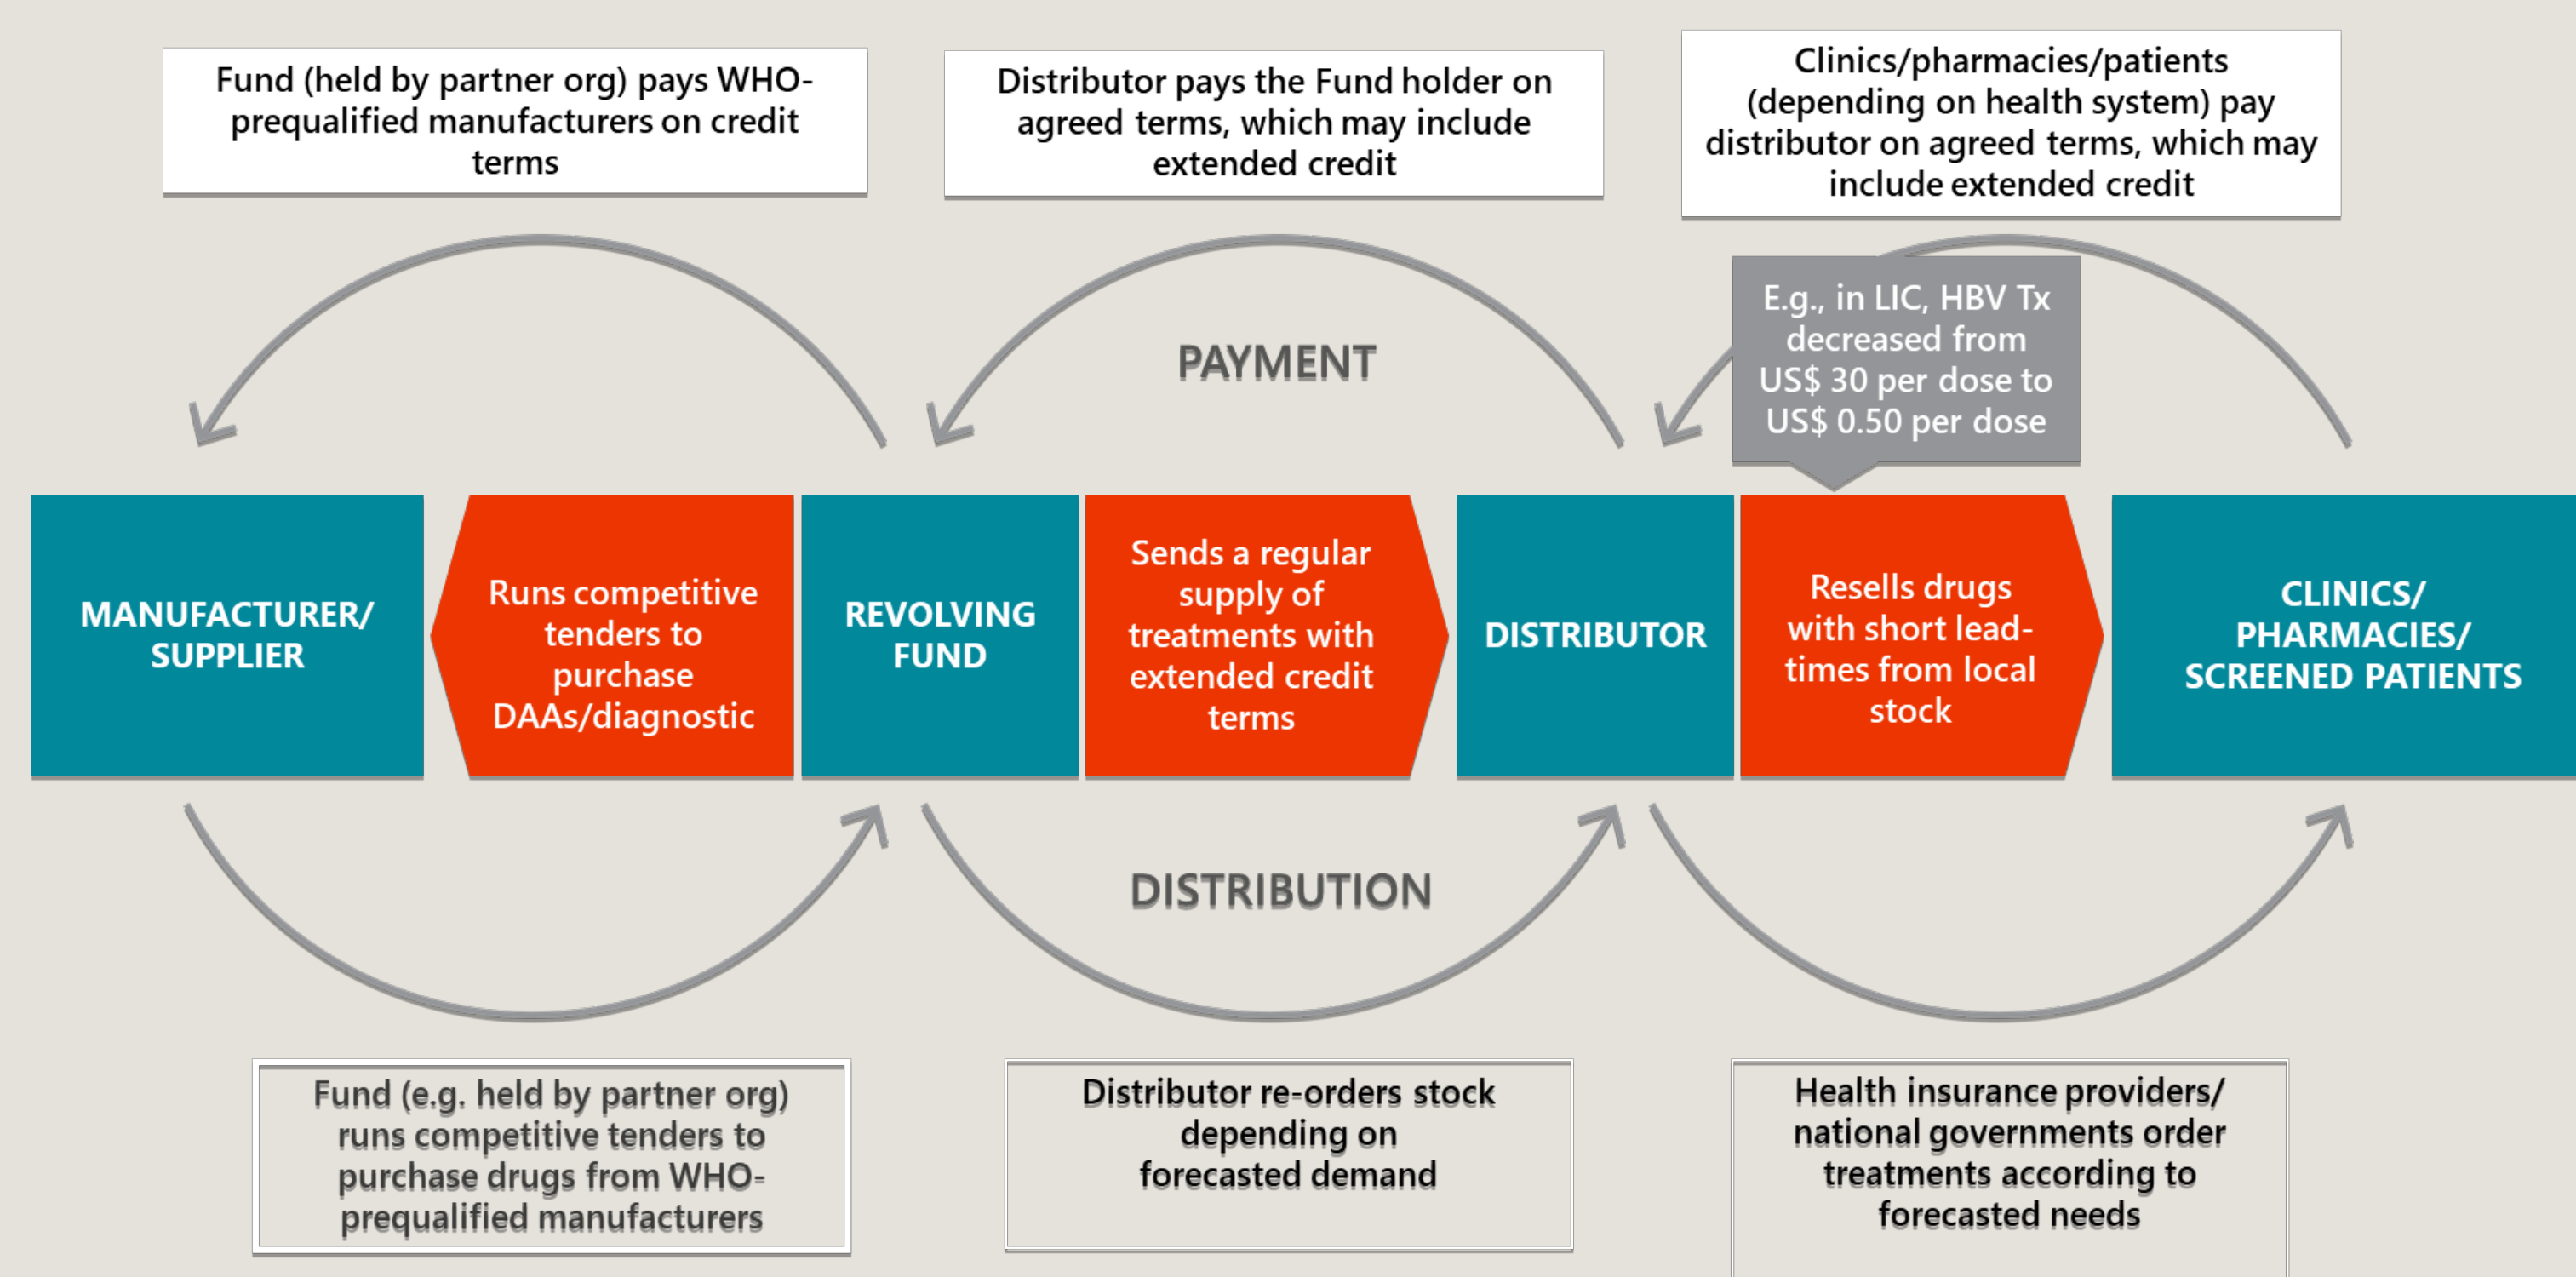 Fund (held by partner org) pays WHO-
prequalified manufacturers on credit
terms
Distributor pays the Fund holder on
agreed terms, which may include
extended credit
Clinics/pharmacies/patients
(depending on health system) pay
distributor on agreed terms, which may
include extended credit
PAYMENT
E.g., in LIC, HBV Tx
decreased from
US$ 30 per dose to
US$ 0.50 per dose
MANUFACTURER/
SUPPLIER
Runs competitive
tenders to
purchase
DAAs/diagnostic
REVOLVING
FUND
Sends a regular
supply of
treatments with
extended credit
terms
DISTRIBUTOR
Resells drugs
with short lead-
times from local
stock
CLINICS/
PHARMACIES/
SCREENED PATIENTS
DISTRIBUTION
Fund (e.g. held by partner org)
runs competitive tenders to
purchase drugs from WHO-
prequalified manufacturers
Distributor re-orders stock
depending on
forecasted demand
Health insurance providers/
national governments order
treatments according to
forecasted needs